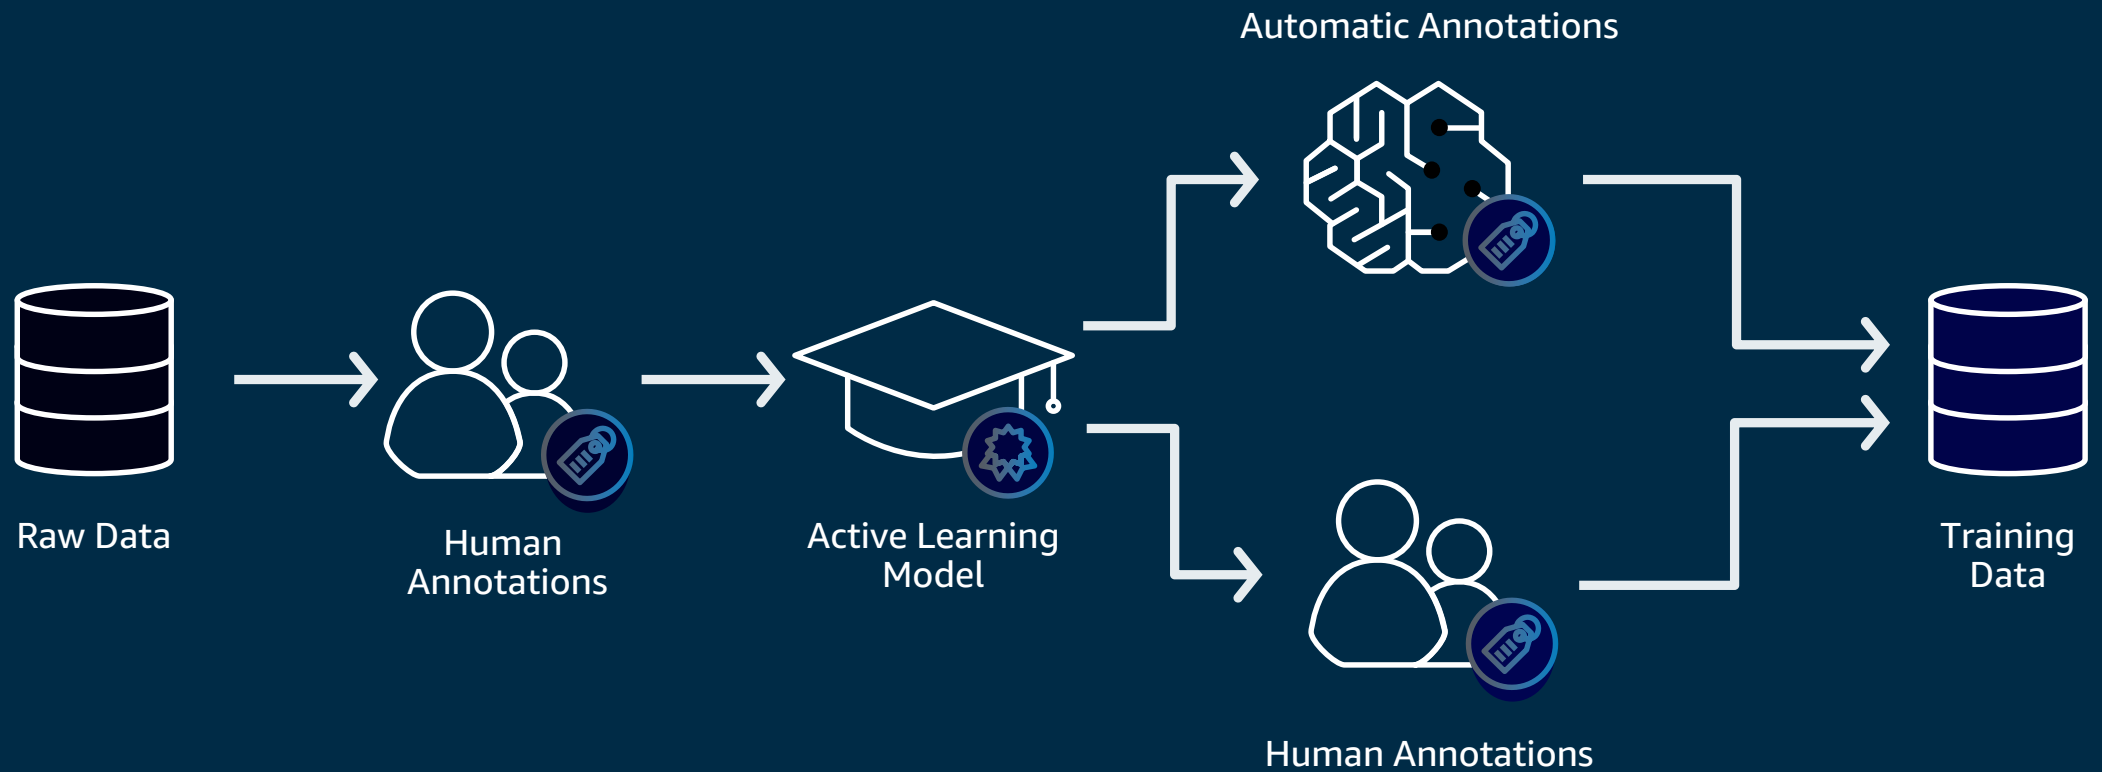 Automatic Annotations
Raw Data
Human
Annotations
Active Learning
Model
Training
Data
Human Annotations